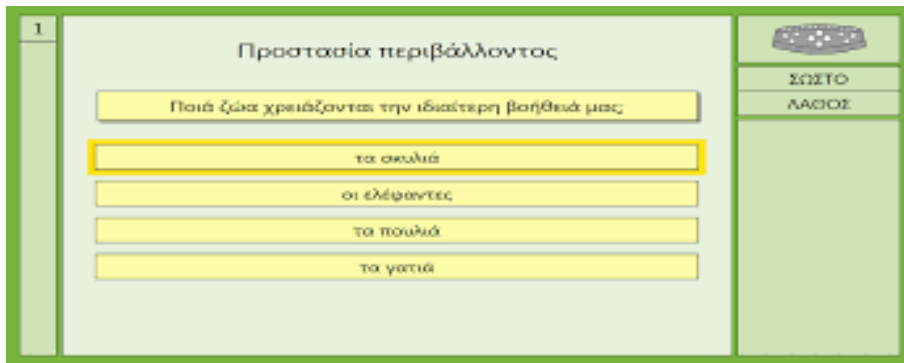 1
Προστασία περιβάλλοντος
Ποιά ζώα χρειάζονται την ιδιαίτερη βοήθειά μας;
τα σκυλιά
οι ελέφαντες
τα πουλιά
τα γατιά
ΣΩΣΤΟ
ΛΑΘΟΣ